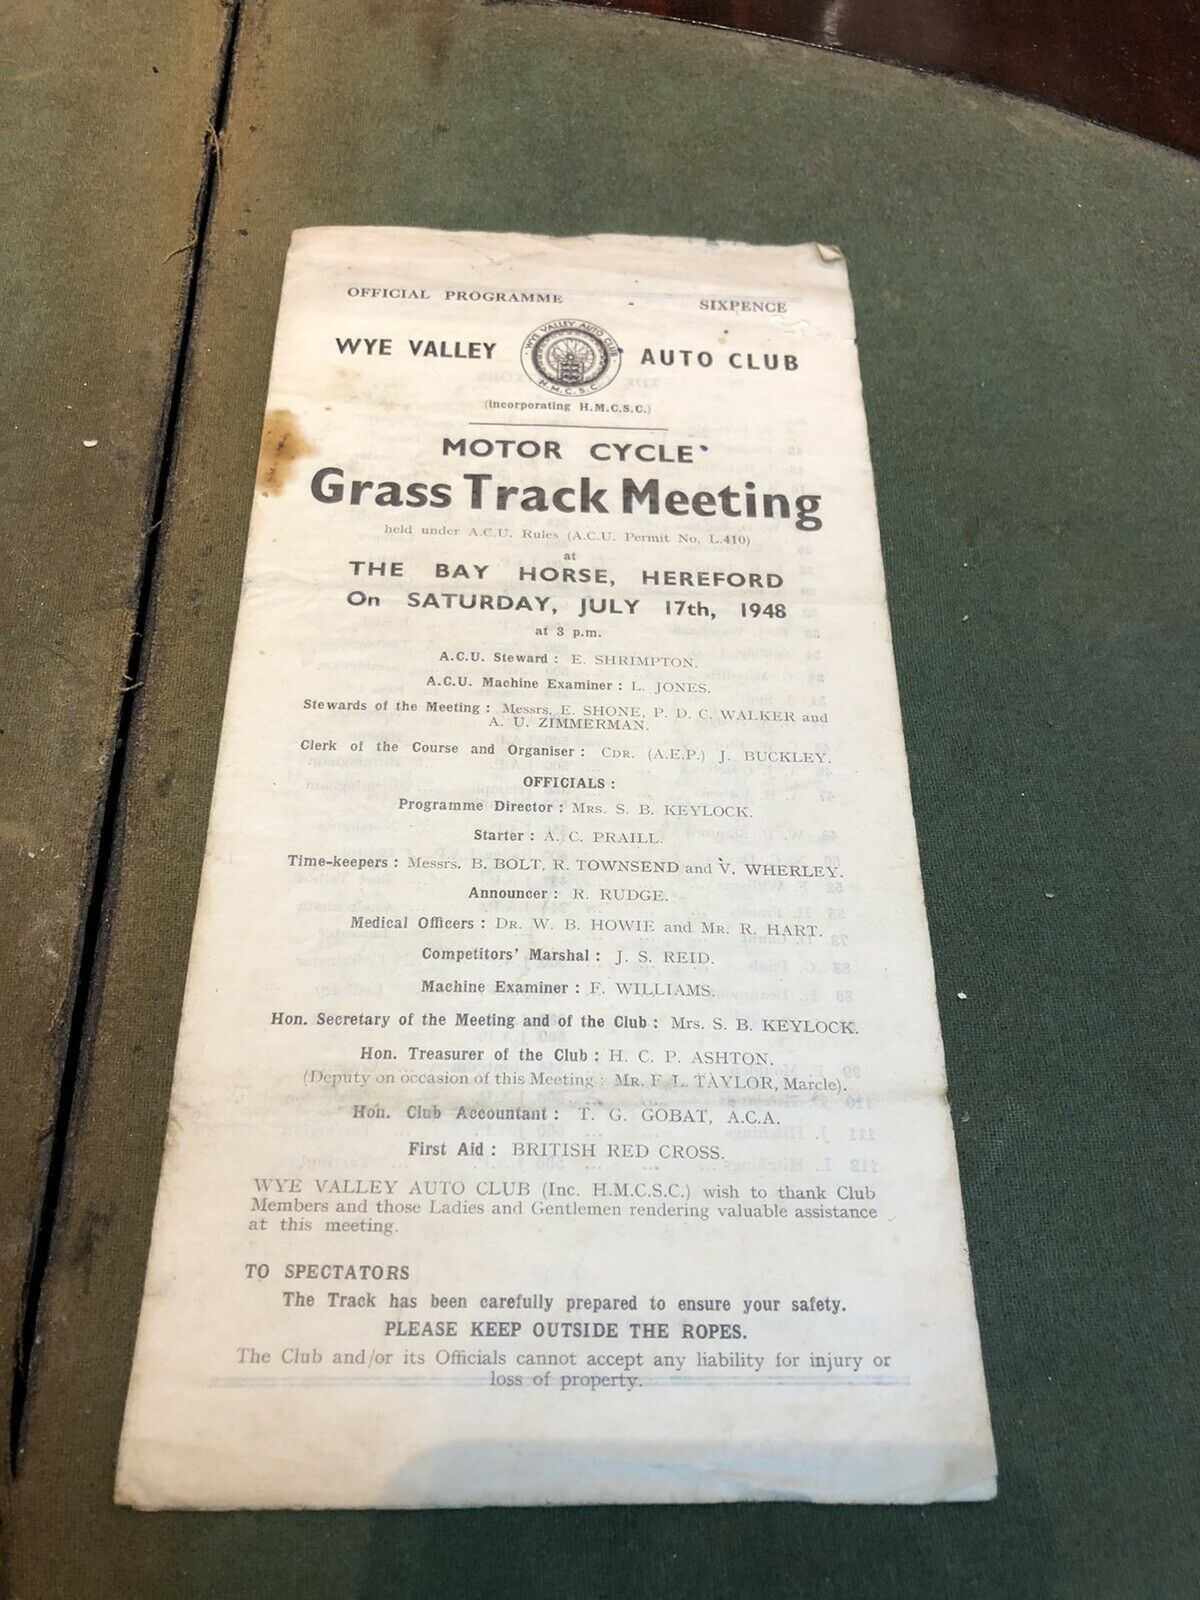 OFFICIAL PROGRAMME - SIXPENCE
WYE VALLEY AUTO CLUB
WYE VALLEY AUTO CLUB
H.M.C.S.C.
(incorporating H.M.C.S.C.)
MOTOR CYCLE
Grass Track Meeting
held under A.C.U. Rules (A.C.U. Permit No. L.410)
at
THE BAY HORSE, HEREFORD
On SATURDAY, JULY 17th, 1948
at 3 p.m.
A.C.U. Steward : E. SHRIMPTON.
A.C.U. Machine Examiner : L. JONES.
Stewards of the Meeting : Messrs. E. SHONE, P. D. C. WALKER and
A. U. ZIMMERMAN.
Clerk of the Course and Organiser : CDR. (A.E.P.) J. BUCKLEY.
OFFICIALS :
Programme Director : MRS. S. B. KEYLOCK.
Starter : A. C. PRAILL.
Time-keepers : Messrs. B. BOLT, R. TOWNSEND and V. WHERLEY.
Announcer : R. RUDGE.
Medical Officers : DR. W. B. HOWIE and MR. R. HART.
Competitors' Marshal : J. S. REID.
Machine Examiner : F. WILLIAMS.
Hon. Secretary of the Meeting and of the Club : Mrs. S. B. KEYLOCK.
Hon. Treasurer of the Club : H. C. P. ASHTON.
(Deputy on occasion of this Meeting : MR. F. L. TAYLOR, Marcle).
Hon. Club Accountant : T. G. GOBAT, A.C.A.
First Aid : BRITISH RED CROSS.
WYE VALLEY AUTO CLUB (Inc. H.M.C.S.C.) wish to thank Club
Members and those Ladies and Gentlemen rendering valuable assistance
at this meeting.
TO SPECTATORS
The Track has been carefully prepared to ensure your safety.
PLEASE KEEP OUTSIDE THE ROPES.
The Club and/or its Officials cannot accept any liability for injury or
loss of property.